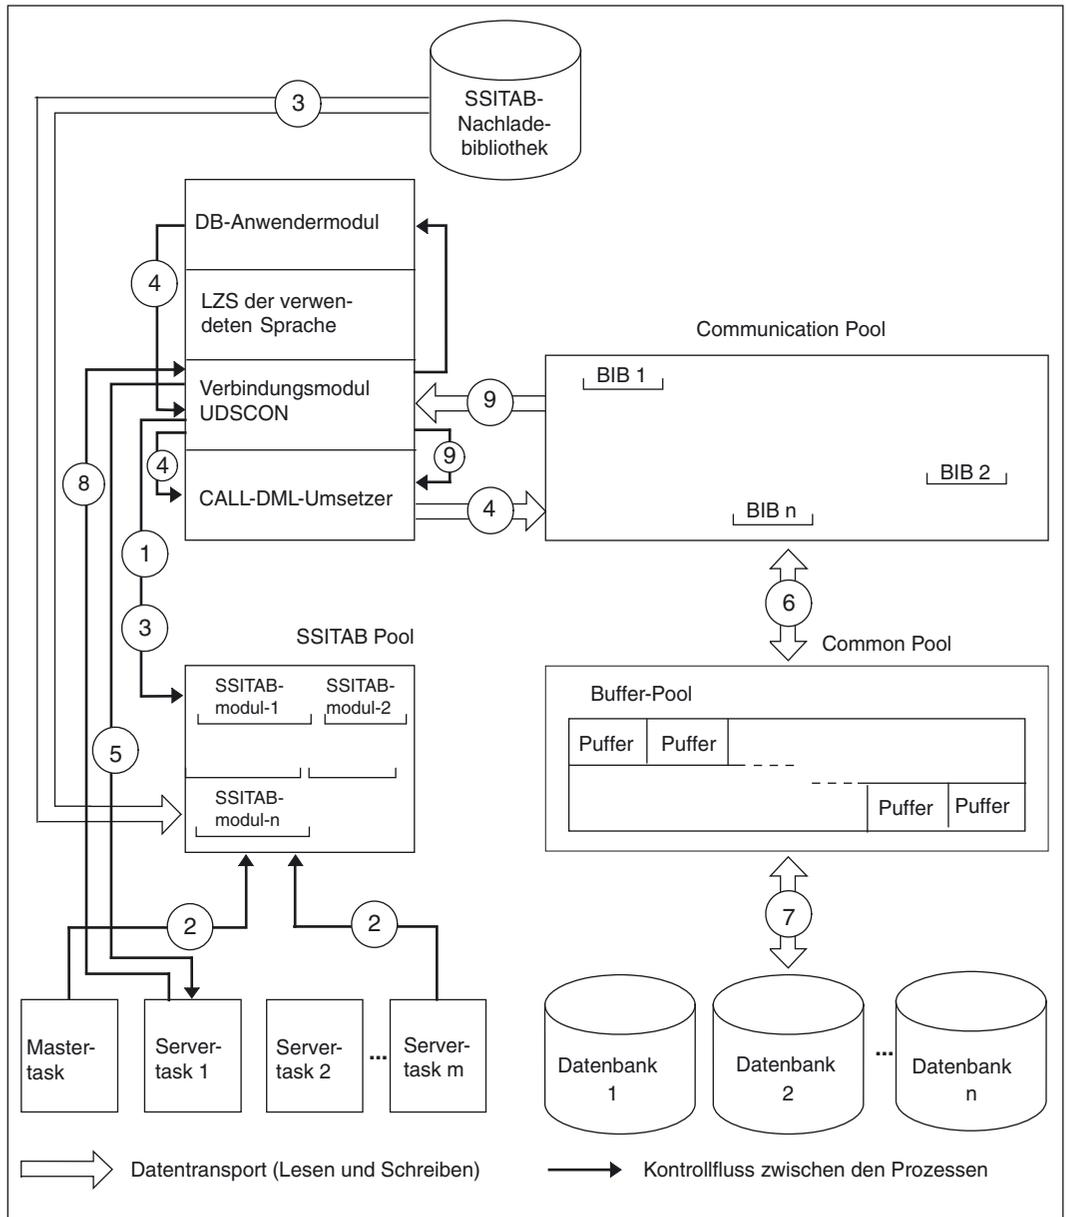 3
SSITAB-
Nachlade-
bibliothek
DB-Anwendermodul
4
LZS der verwen-
deten Sprache
Communication Pool
Verbindungsmodul
UDSCON
BIB 1
9
4
9
8
CALL-DML-Umsetzer
4
BIB 2
BIB n
1
6
3
SSITAB Pool
Common Pool
SSITAB-
modul-1
SSITAB-
modul-2
Buffer-Pool
Puffer
Puffer
5
SSITAB-
modul-n
Puffer
Puffer
2
2
7
Master-
task
Server-
task 1
Server-
task 2
...
Server-
task m
Datenbank
1
Datenbank
2
...
Datenbank
n
Datentransport (Lesen und Schreiben)
Kontrollfluss zwischen den Prozessen